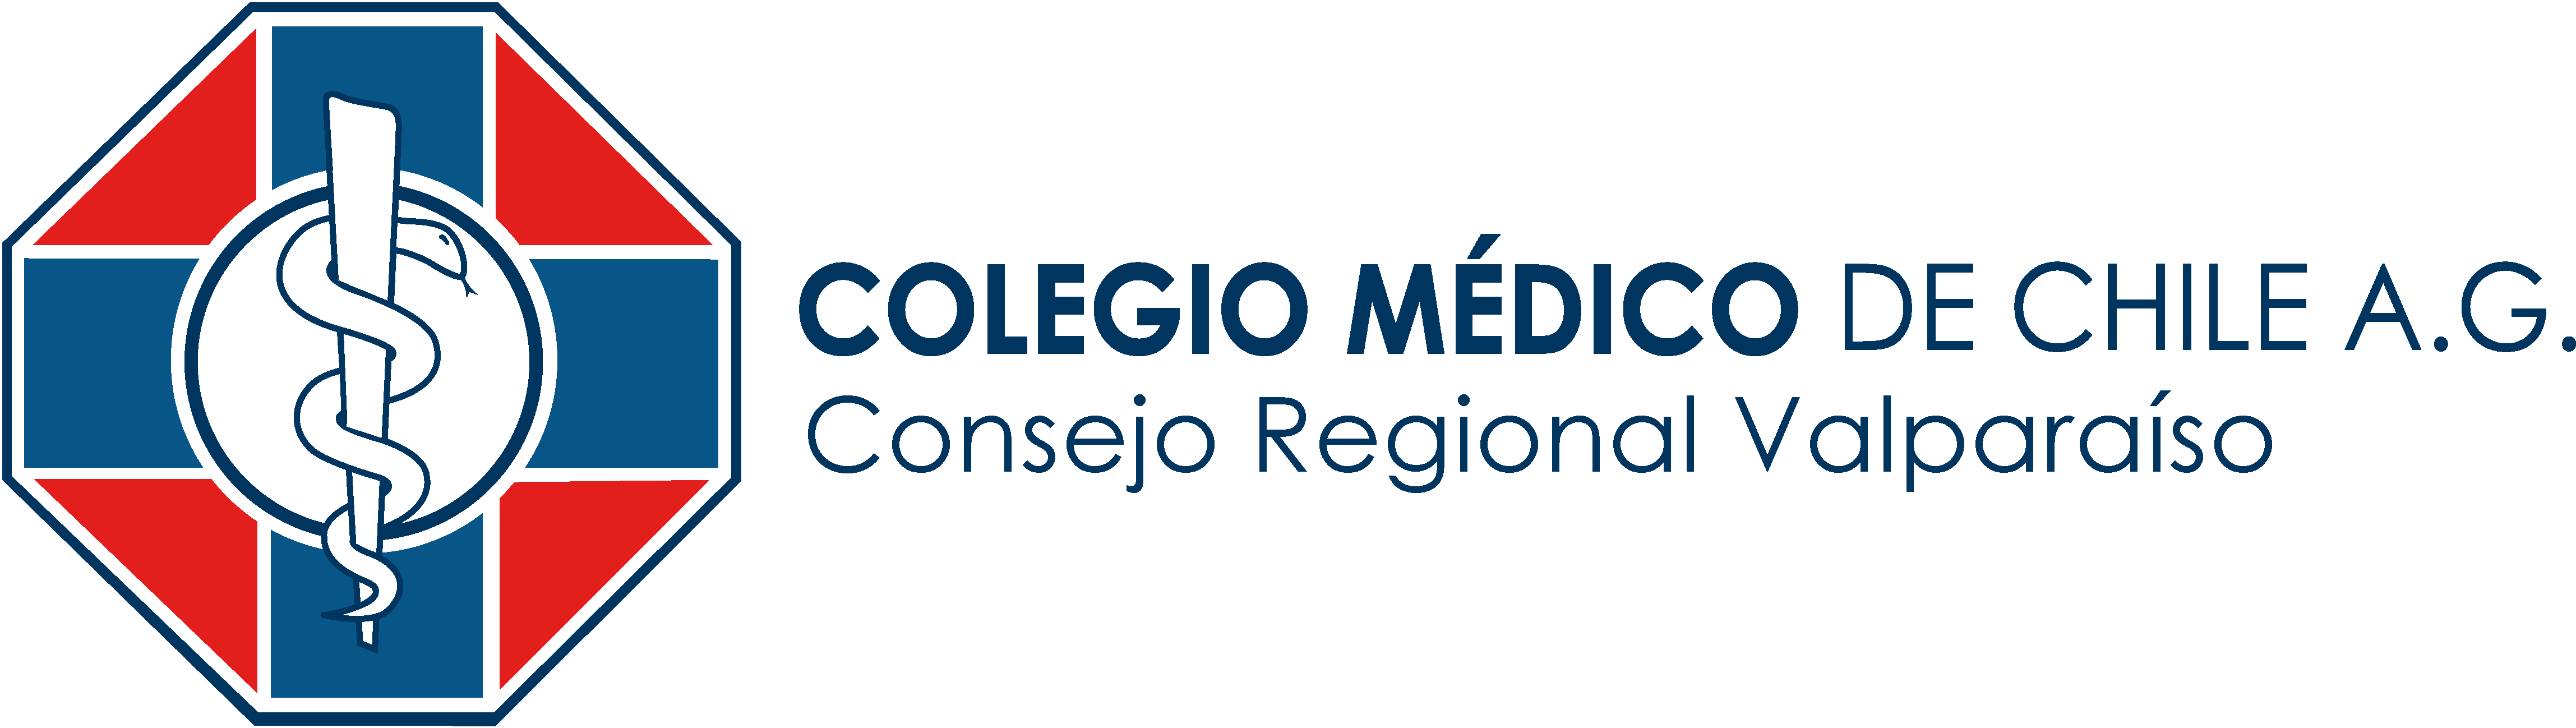 COLEGIO MÉDICO DE CHILE A.G.
Consejo Regional Valparaíso